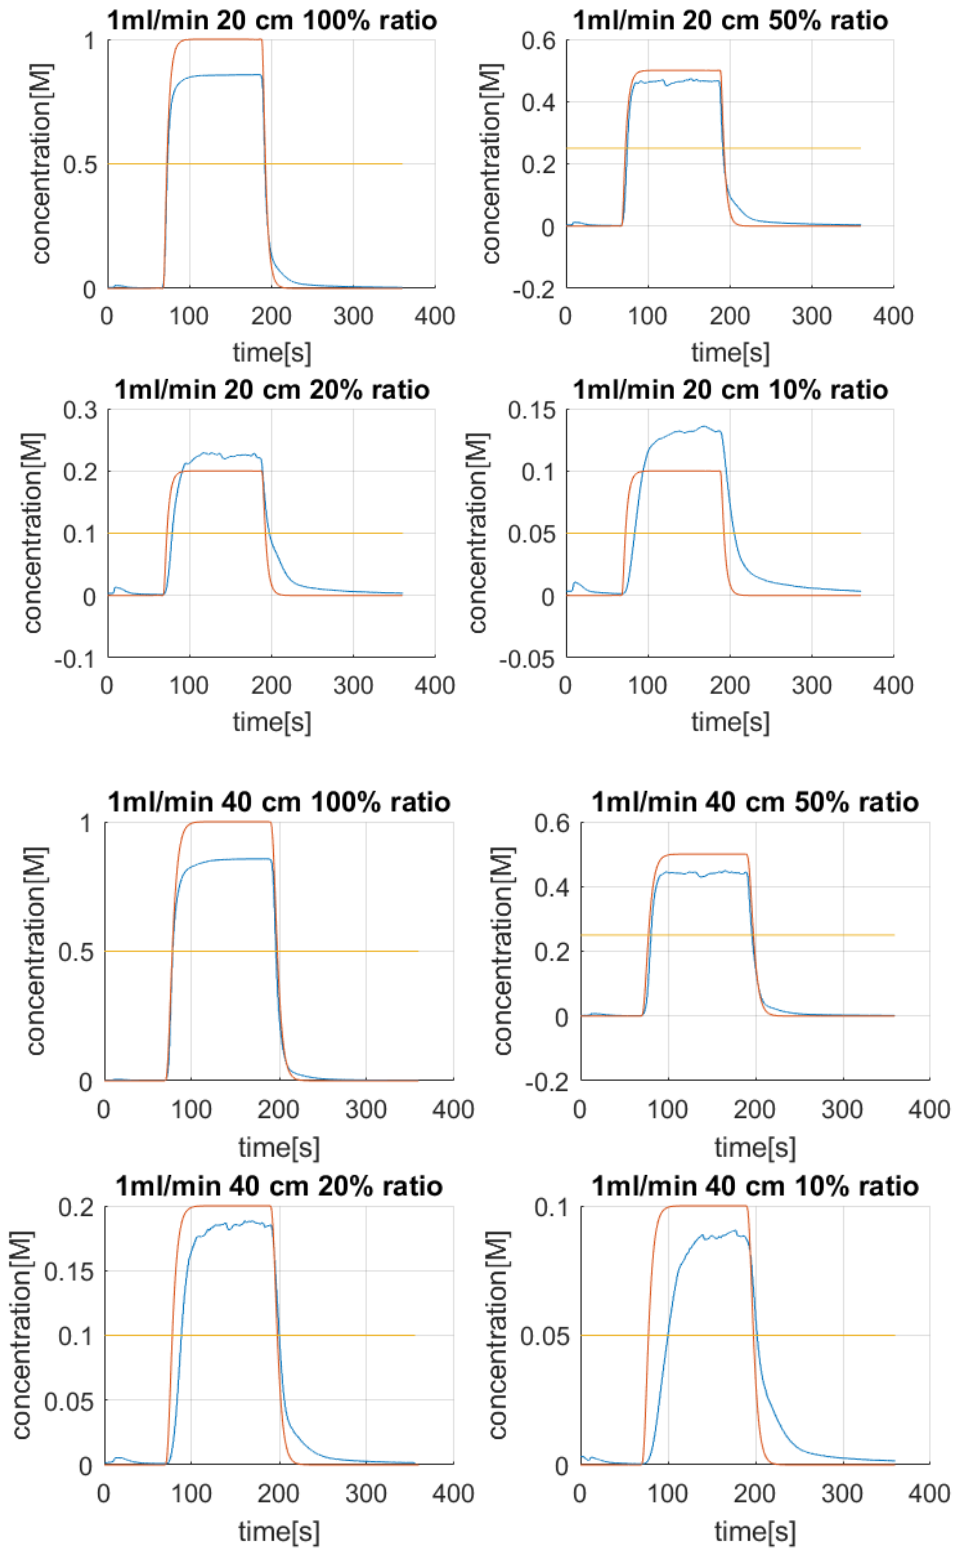 1ml/min 20 cm 100% ratio
concentration[M]
1
0.5
0
0 100 200 300 400
time[s]
1ml/min 20 cm 50% ratio
concentration[M]
0.6
0.4
0.2
0
-0.2
0 100 200 300 400
time[s]
1ml/min 20 cm 20% ratio
concentration[M]
0.3
0.2
0.1
0
-0.1
0 100 200 300 400
time[s]
1ml/min 20 cm 10% ratio
concentration[M]
0.15
0.1
0.05
0
-0.05
0 100 200 300 400
time[s]
1ml/min 40 cm 100% ratio
concentration[M]
1
0.5
0
0 100 200 300 400
time[s]
1ml/min 40 cm 50% ratio
concentration[M]
0.6
0.4
0.2
0
-0.2
0 100 200 300 400
time[s]
1ml/min 40 cm 20% ratio
concentration[M]
0.2
0.15
0.1
0.05
0
0 100 200 300 400
time[s]
1ml/min 40 cm 10% ratio
concentration[M]
0.1
0.05
0
0 100 200 300 400
time[s]